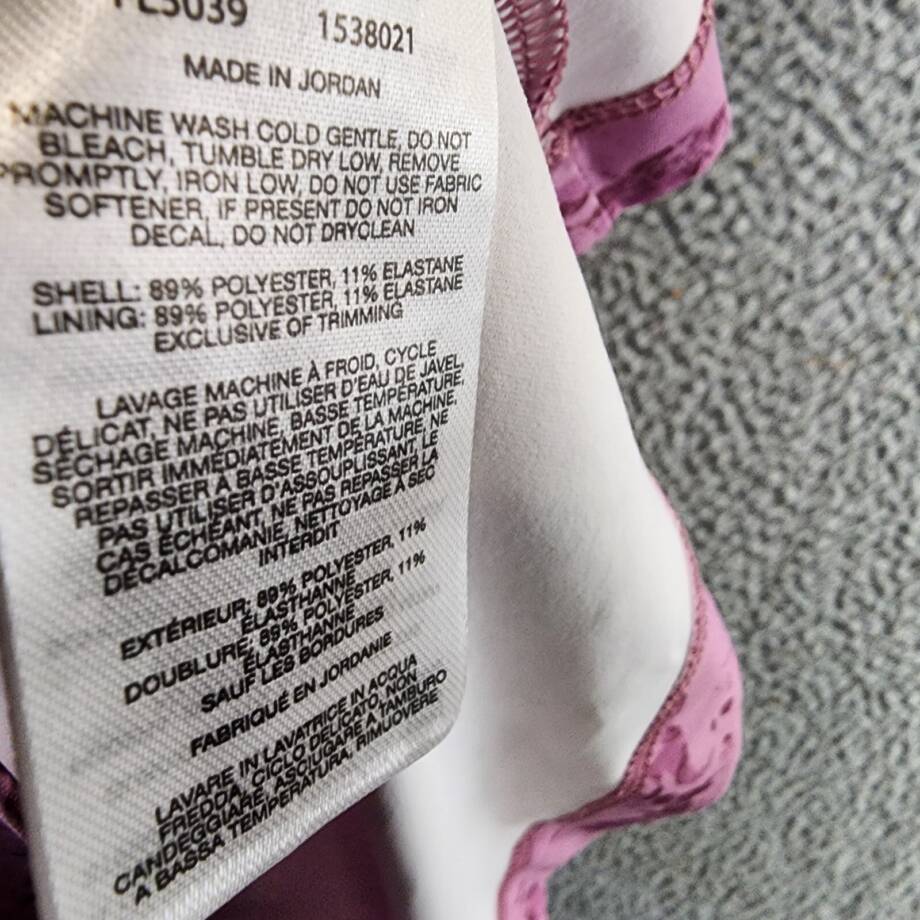 1538021
MADE IN JORDAN
MACHINE WASH COLD GENTLE, DO NOT
BLEACH, TUMBLE DRY LOW, REMOVE
PROMPTLY, IRON LOW, DO NOT USE FABRIC
SOFTENER, IF PRESENT DO NOT IRON
DECAL, DO NOT DRYCLEAN
SHELL: 89% POLYESTER, 11% ELASTANE
LINING: 89% POLYESTER, 11% ELASTANE
EXCLUSIVE OF TRIMMING
LAVAGE MACHINE À FROID, CYCLE
DÉLICAT, NE PAS UTILISER D'EAU DE JAVEL,
SÉCHAGE MACHINE, BASSE TEMPÉRATURE,
SORTIR IMMÉDIATEMENT DE LA MACHINE,
REPASSER À BASSE TEMPÉRATURE, NE
PAS UTILISER D'ASSOUPLISSANT, LE
CAS ÉCHÉANT, NE PAS REPASSER LA
DÉCALCOMANIE, NETTOYAGE À SEC
INTERDIT
EXTÉRIEUR: 89% POLYESTER, 11%
ÉLASTHANNE
DOUBLURE: 89% POLYESTER, 11%
ÉLASTHANNE
SAUF LES BORDURES
FABRIQUÉ EN JORDANIE
LAVARE IN LAVATRICE IN ACQUA
FREDDA, CICLO DELICATO, NON
CANDEGGIARE, ASCIUGARE A TAMBURO
A BASSA TEMPERATURA, RIMUOVERE